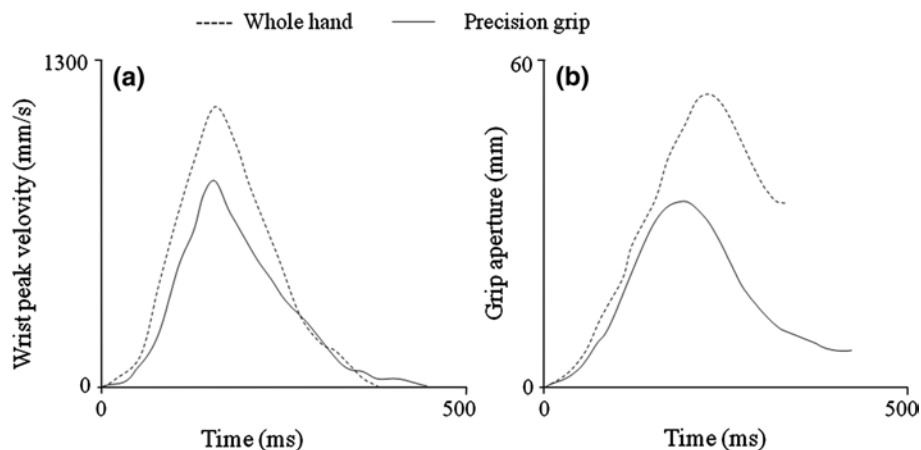 Whole hand Precision grip
(a)
1300
Wrist peak velovity (mm/s)
0
0
500
Time (ms)
(b)
60
Grip aperture (mm)
0
0
500
Time (ms)